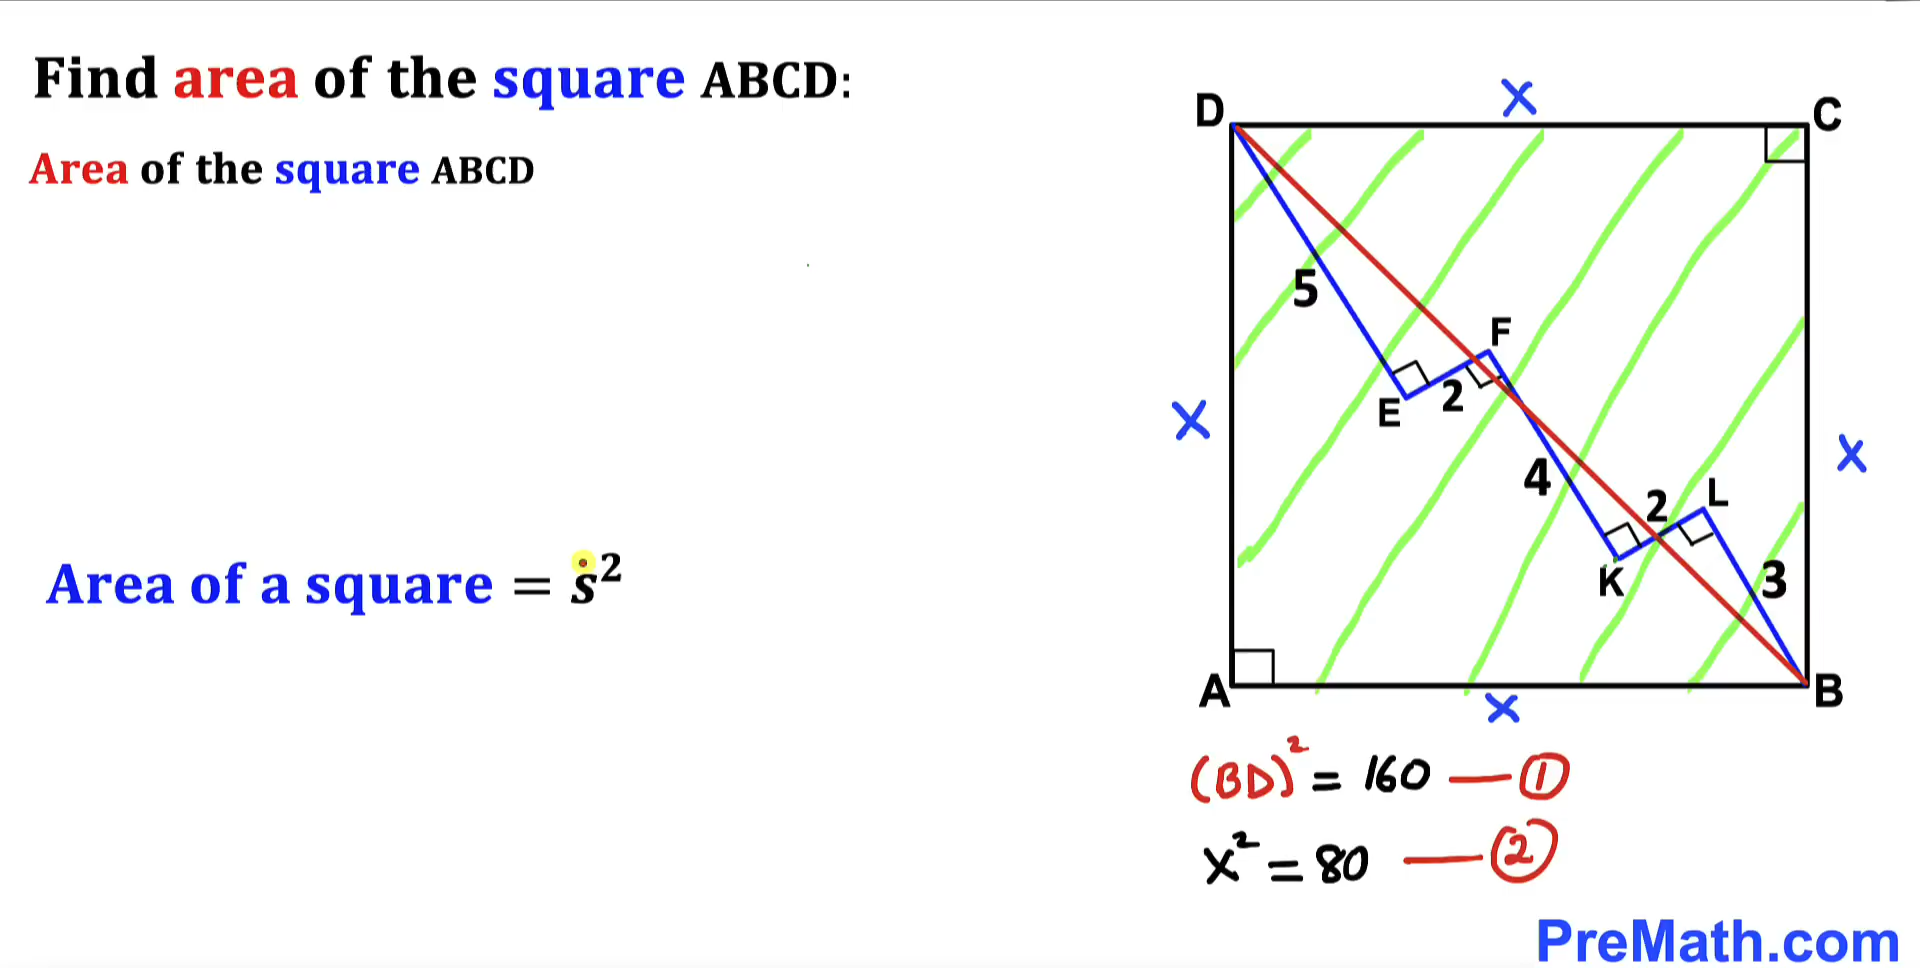 Find area of the square ABCD:
Area of the square ABCD
Area of a square = s²
X
D
C
5
F
E
2
X
X
4
2
L
K
3
A
B
X
(BD)² = 160 — ①
x² = 80 — ②
PreMath.com